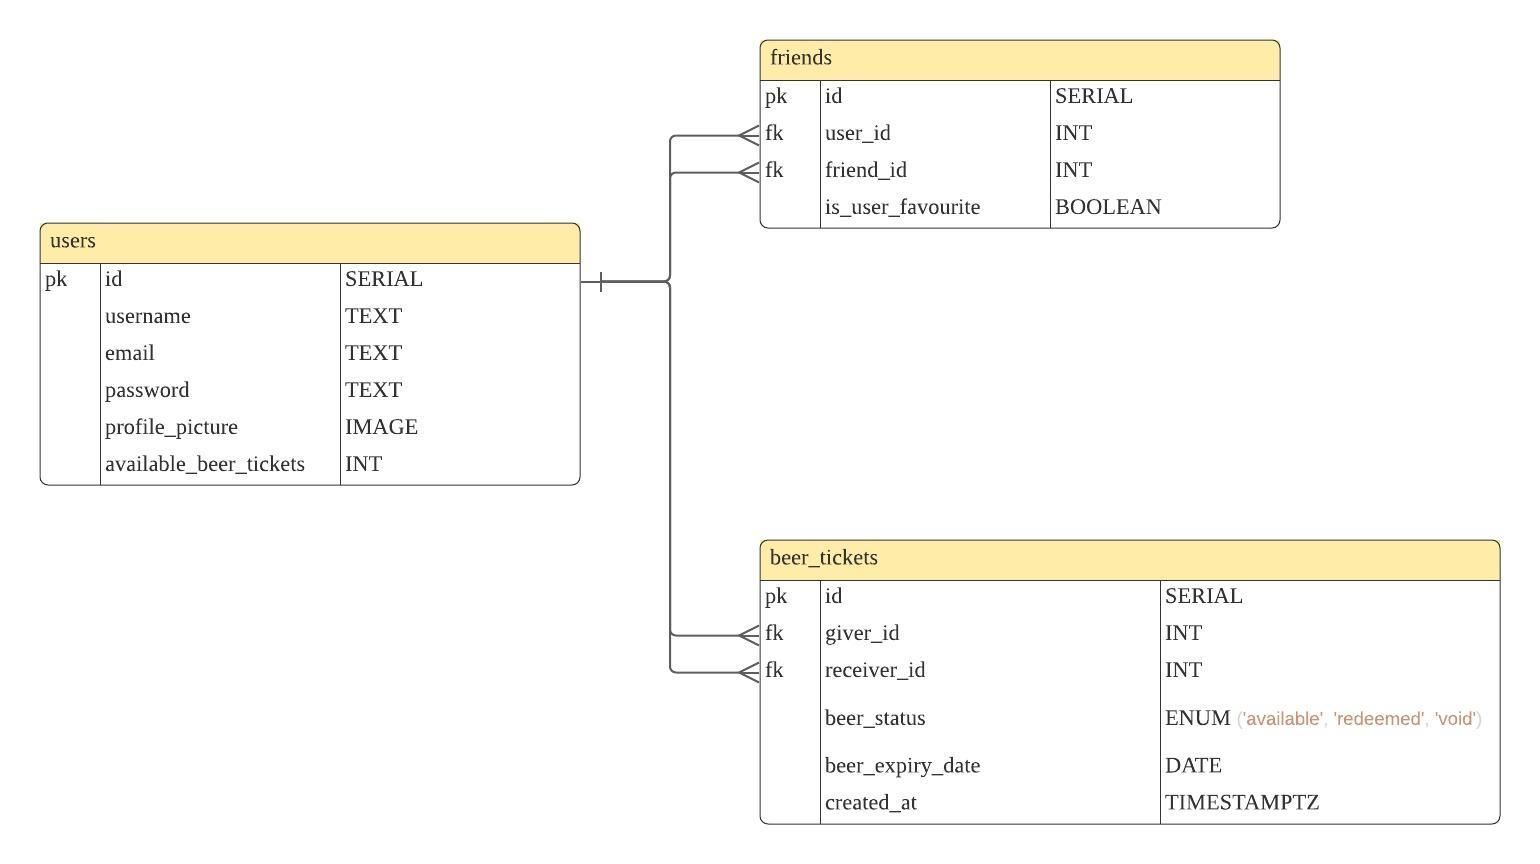 friends
pk id SERIAL
fk user_id INT
fk friend_id INT
is_user_favourite BOOLEAN
users
pk id SERIAL
username TEXT
email TEXT
password TEXT
profile_picture IMAGE
available_beer_tickets INT
beer_tickets
pk id SERIAL
fk giver_id INT
fk receiver_id INT
beer_status ENUM ('available', 'redeemed', 'void')
beer_expiry_date DATE
created_at TIMESTAMPTZ